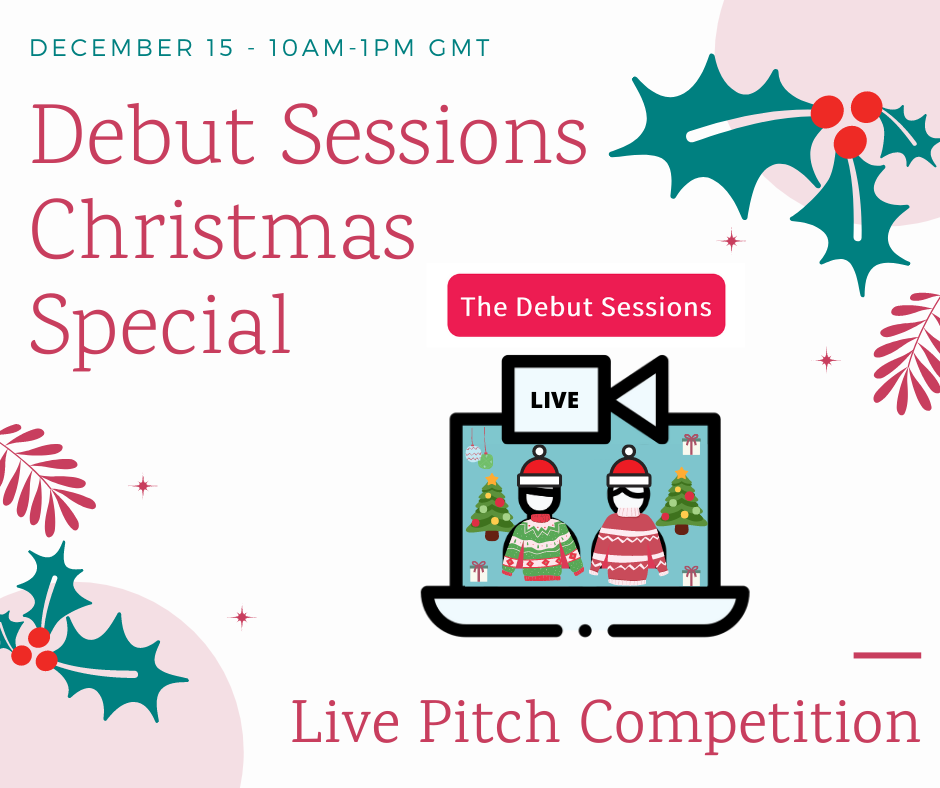 DECEMBER 15 - 10AM-1PM GMT
Debut Sessions
Christmas
Special
The Debut Sessions
LIVE
Live Pitch Competition